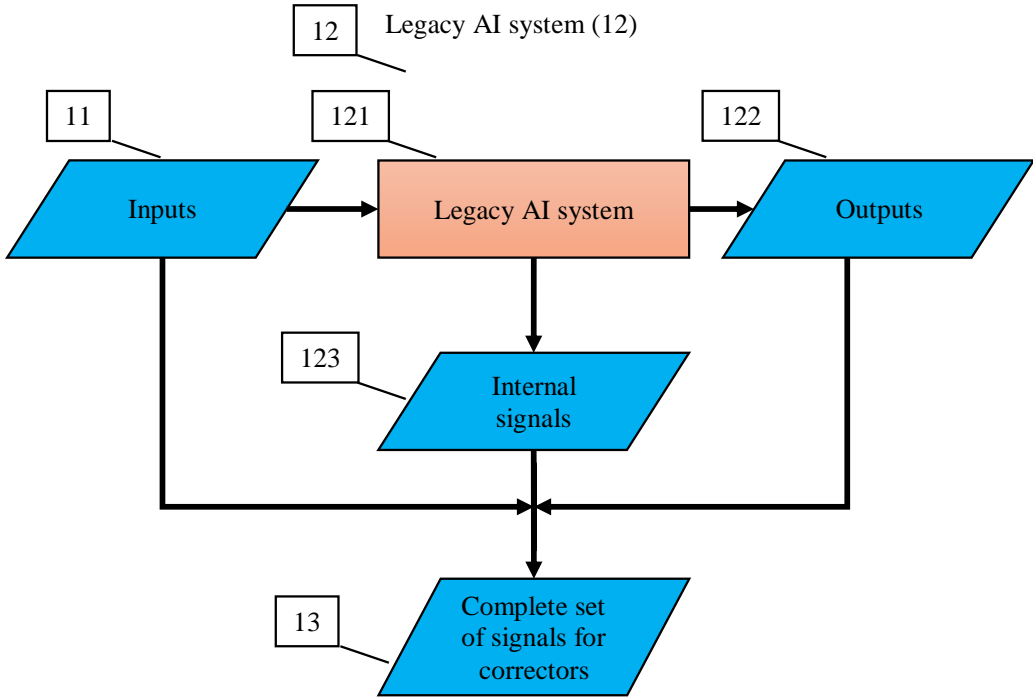 12
Legacy AI system (12)
11
121
122
Inputs
Legacy AI system
Outputs
123
Internal
signals
13
Complete set
of signals for
correctors